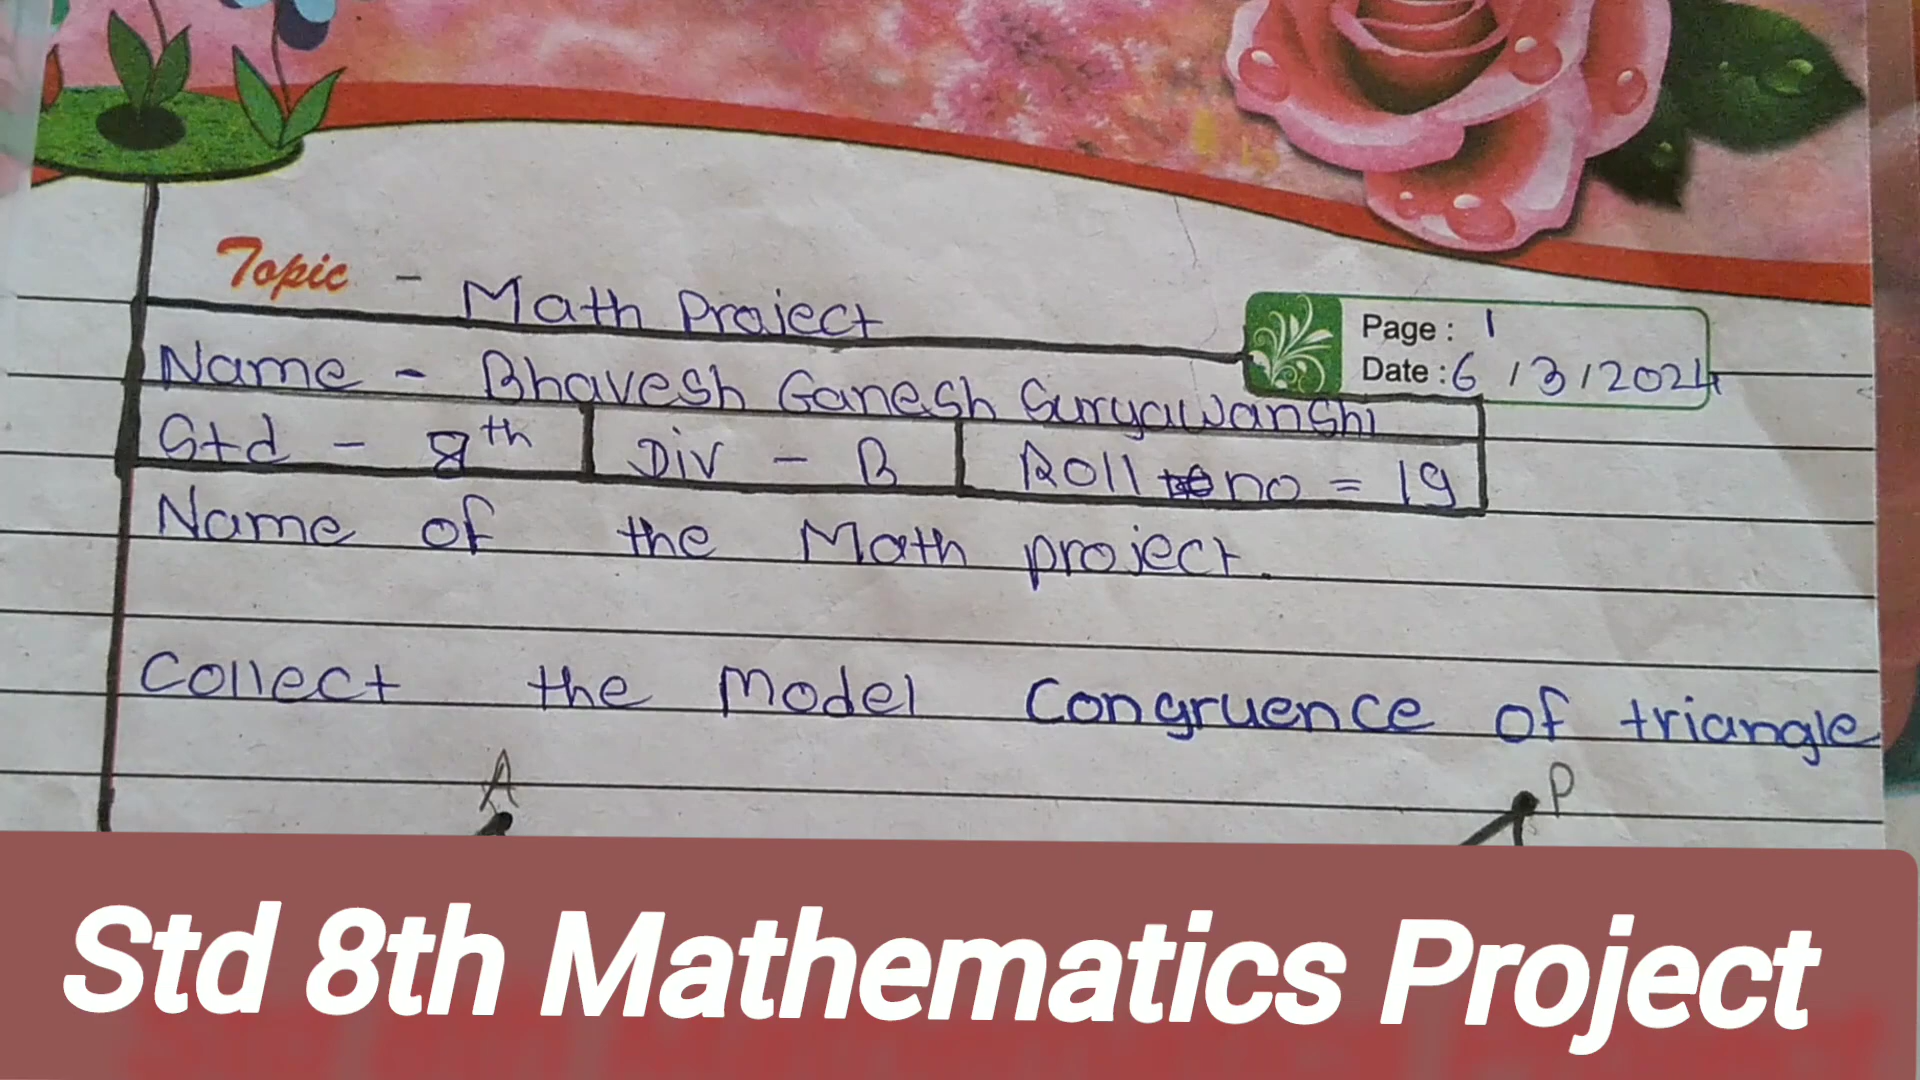 Topic - Math Project
Page: 1
Date: 6/3/2024
Name - Bhavesh Ganesh Suryawanshi
Std - 8th Div - B Roll no = 19
Name of the Math project.
Collect the Model Congruence of triangle
A P
Std 8th Mathematics Project